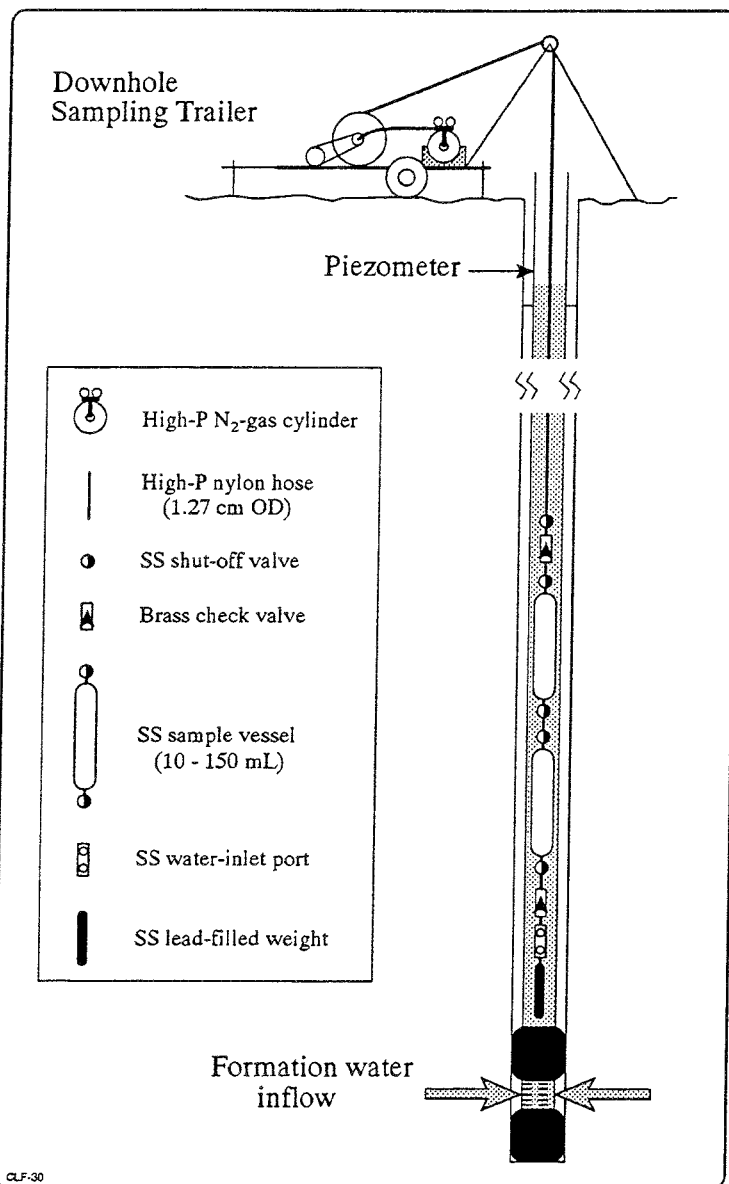 Downhole
Sampling Trailer
Piezometer
High-P N₂-gas cylinder
High-P nylon hose
(1.27 cm OD)
SS shut-off valve
Brass check valve
SS sample vessel
(10 - 150 mL)
SS water-inlet port
SS lead-filled weight
Formation water
inflow
CLF-30